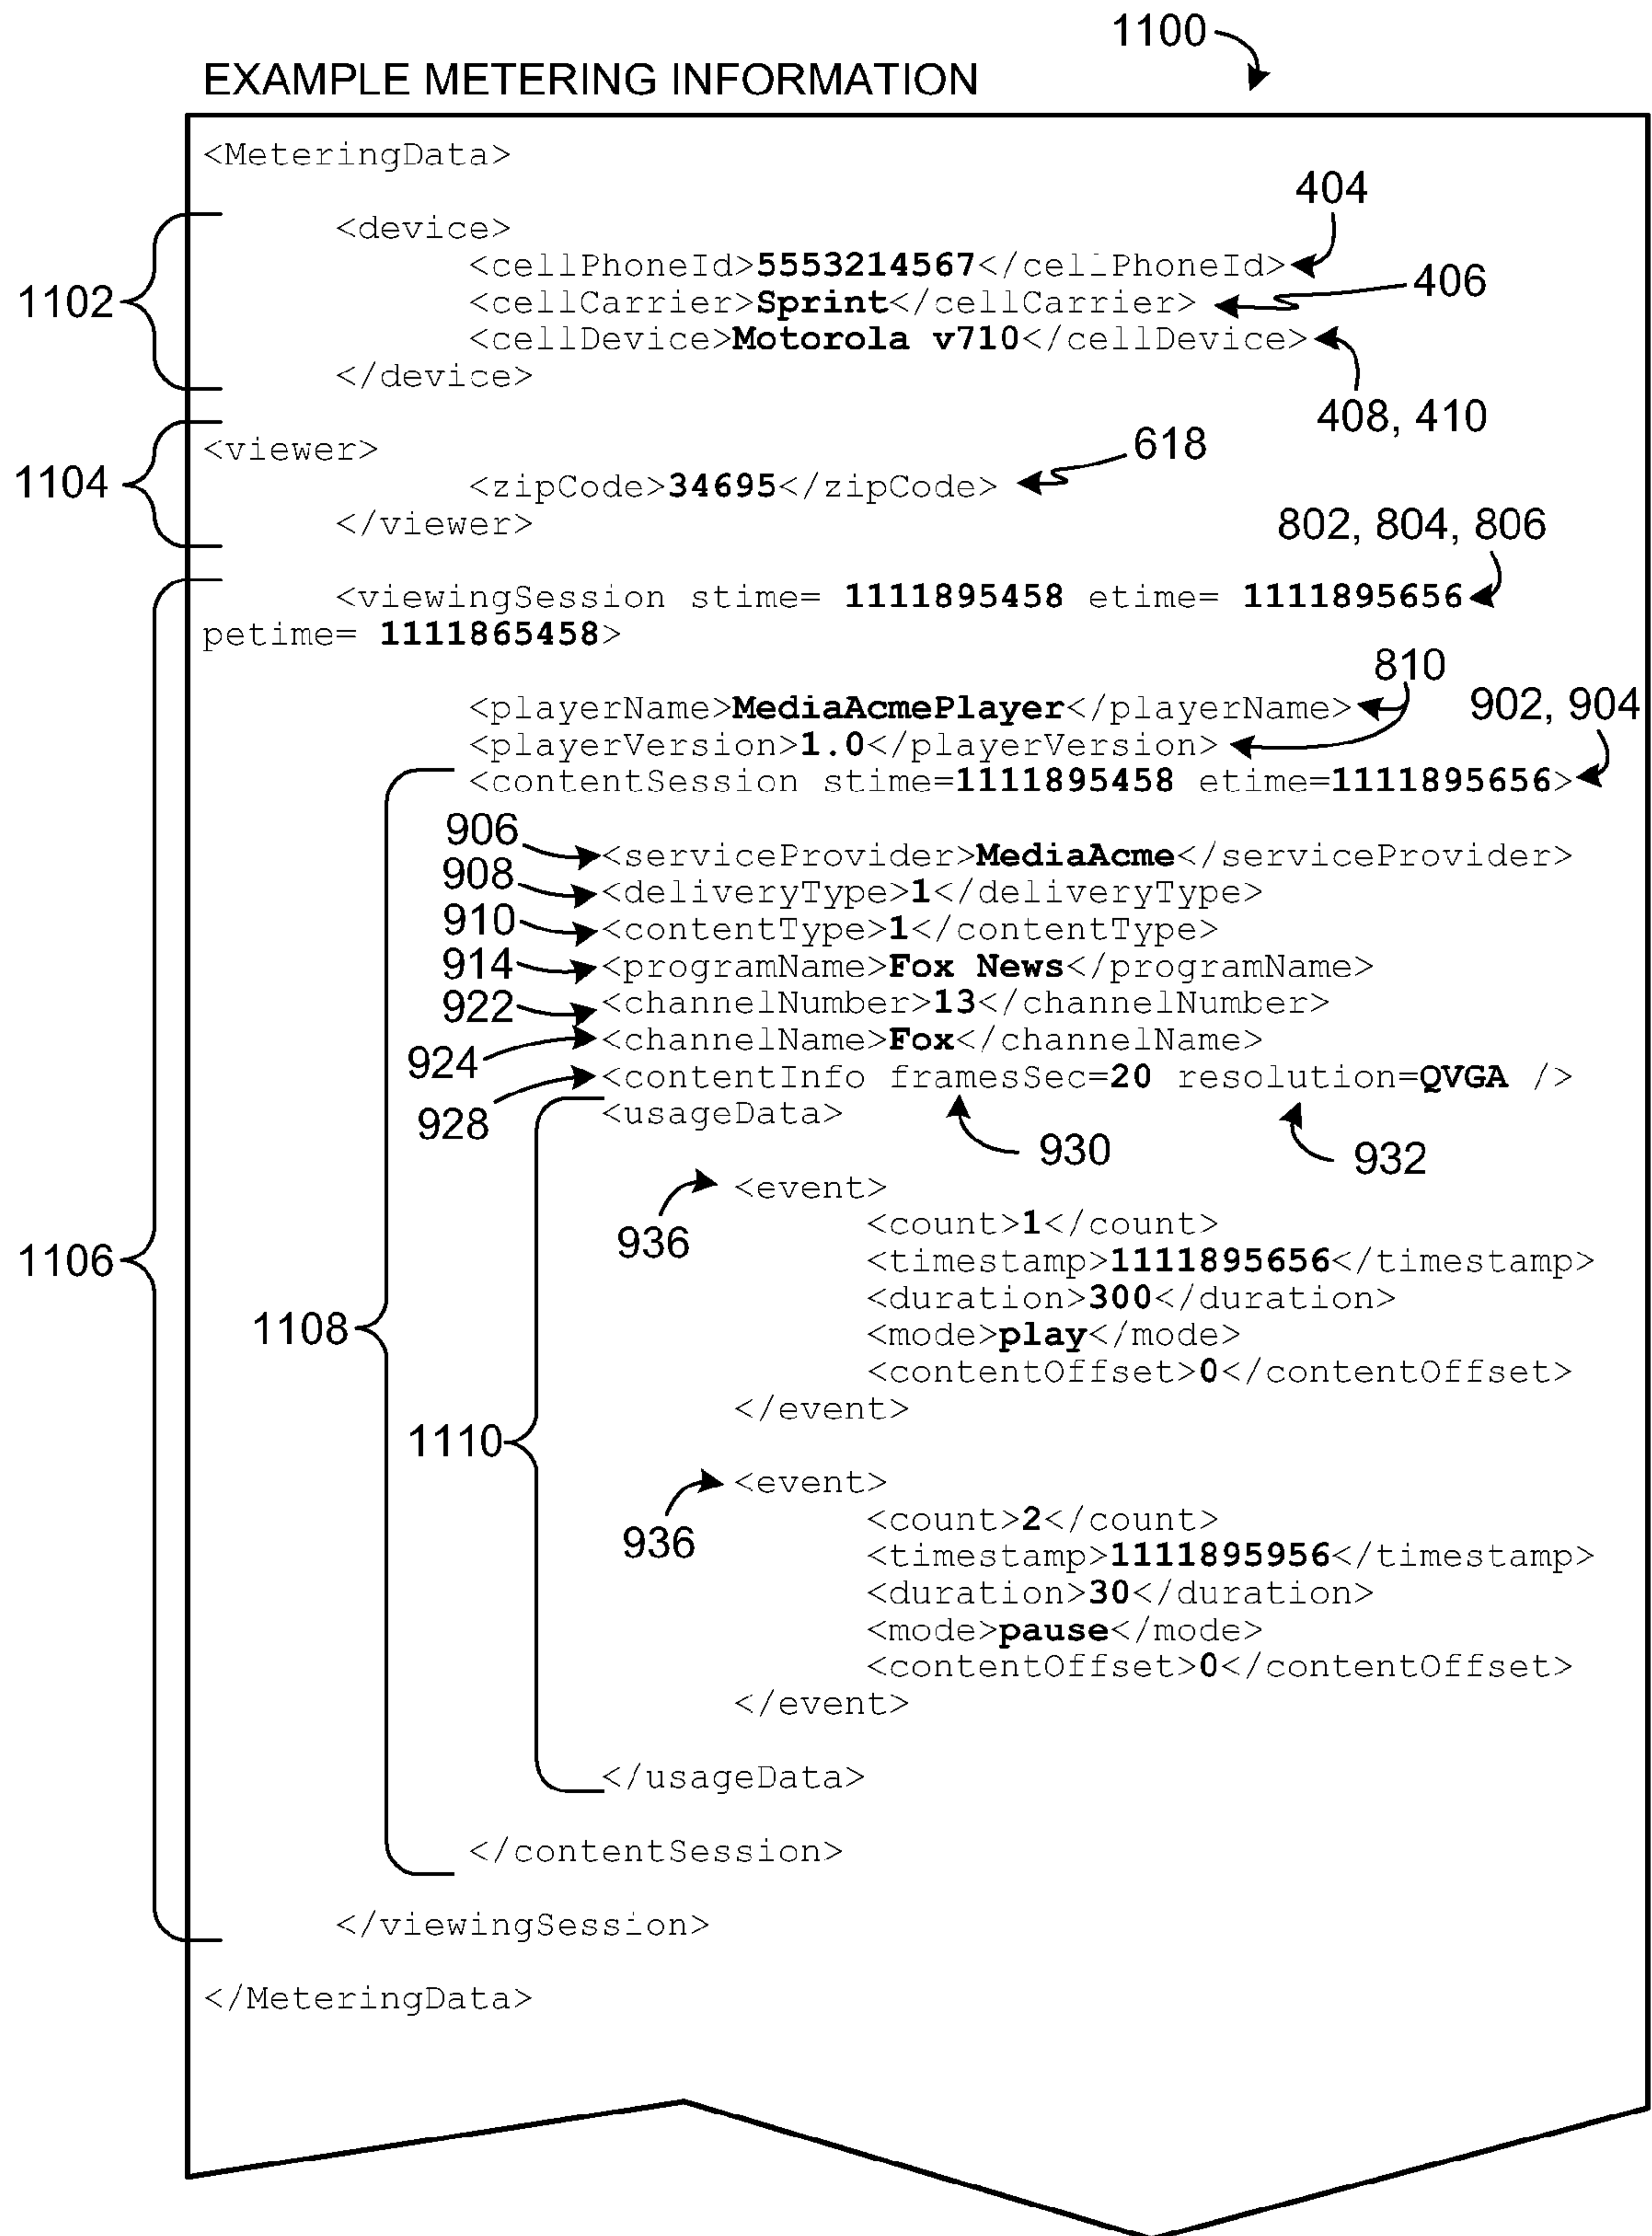 1100
EXAMPLE METERING INFORMATION
<MeteringData>
404
<device>
<cellPhoneId>5553214567</cellPhoneId>
406
1102
<cellCarrier>Sprint</cellCarrier>
<cellDevice>Motorola v710</cellDevice>
</device>
408, 410
<viewer>
618
1104
<zipCode>34695</zipCode>
</viewer>
802, 804, 806
<viewingSession stime= 1111895458 etime= 1111895656
petime= 1111865458>
810
<playerName>MediaAcmePlayer</playerName>
902, 904
<playerVersion>1.0</playerVersion>
<contentSession stime=1111895458 etime=1111895656>
906
<serviceProvider>MediaAcme</serviceProvider>
908
<deliveryType>1</deliveryType>
910
<contentType>1</contentType>
914
<programName>Fox News</programName>
922
<channelNumber>13</channelNumber>
924
<channelName>Fox</channelName>
928
<contentInfo framesSec=20 resolution=QVGA />
<usageData>
930
932
936
<event>
<count>1</count>
1106
<timestamp>1111895656</timestamp>
<duration>300</duration>
1108
<mode>play</mode>
<contentOffset>0</contentOffset>
</event>
1110
936
<event>
<count>2</count>
<timestamp>1111895956</timestamp>
<duration>30</duration>
<mode>pause</mode>
<contentOffset>0</contentOffset>
</event>
</usageData>
</contentSession>
</viewingSession>
</MeteringData>